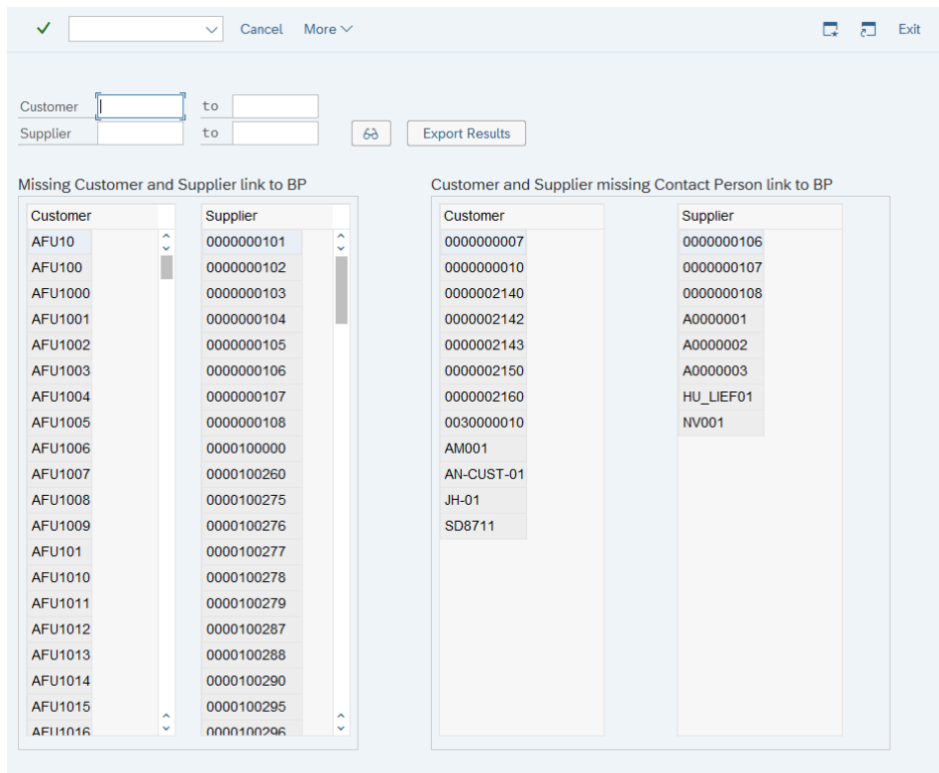 Cancel More Exit
Customer to
Supplier to Export Results
Missing Customer and Supplier link to BP
Customer Supplier
AFU10 0000000101
AFU100 0000000102
AFU1000 0000000103
AFU1001 0000000104
AFU1002 0000000105
AFU1003 0000000106
AFU1004 0000000107
AFU1005 0000000108
AFU1006 0000100000
AFU1007 0000100260
AFU1008 0000100275
AFU1009 0000100276
AFU101 0000100277
AFU1010 0000100278
AFU1011 0000100279
AFU1012 0000100287
AFU1013 0000100288
AFU1014 0000100290
AFU1015 0000100295
AFU1016 0000100296
Customer and Supplier missing Contact Person link to BP
Customer Supplier
0000000007 0000000106
0000000010 0000000107
0000002140 0000000108
0000002142 A0000001
0000002143 A0000002
0000002150 A0000003
0000002160 HU_LIEF01
0030000010 NV001
AM001
AN-CUST-01
JH-01
SD8711